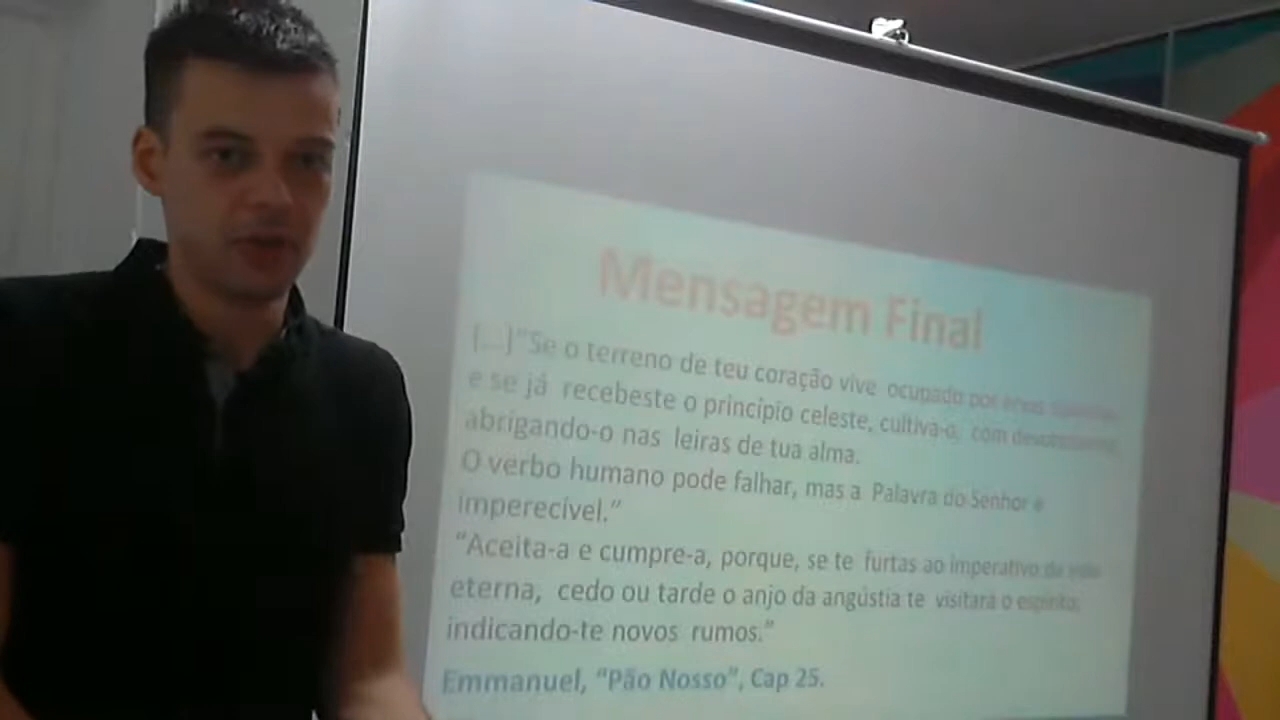 Mensagem Final
(...)"Se o terreno de teu coração vive ocupado por
e se já recebeste o princípio celeste, cultiva-o, com
abrigando-o nas leiras de tua alma.
O verbo humano pode falhar, mas a Palavra do Senhor é
imperecível."
"Aceita-a e cumpre-a, porque, se te furtas ao imperativo da vida
eterna, cedo ou tarde o anjo da angústia te visitará o espírito,
indicando-te novos rumos."
Emmanuel, "Pão Nosso", Cap 25.